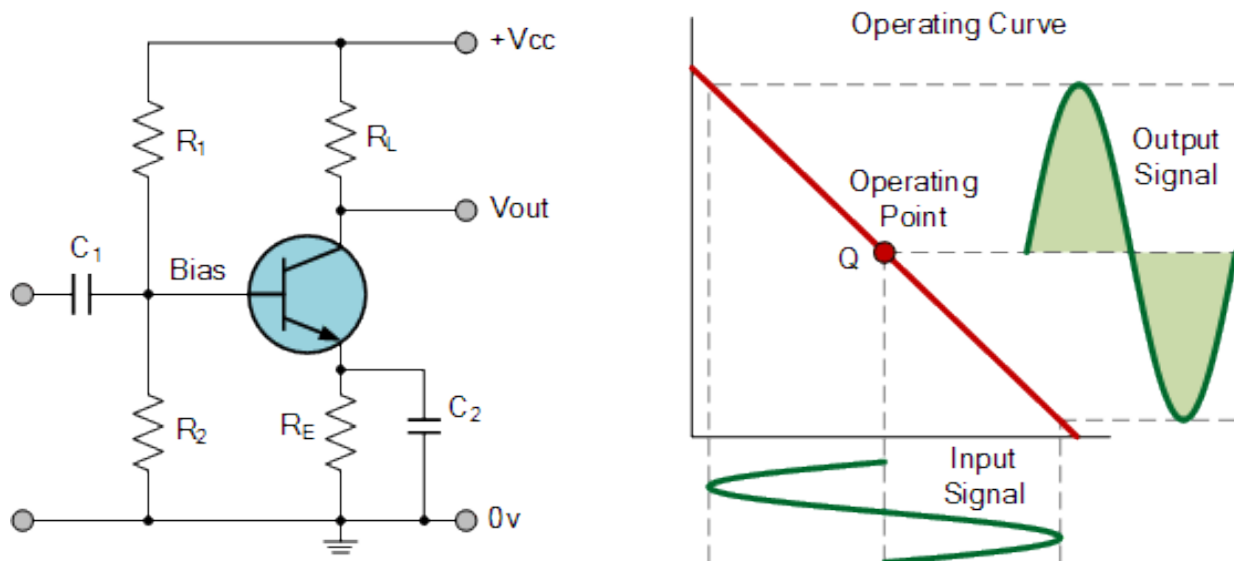 +Vcc
R1
RL
Vout
C1
Bias
R2
RE
C2
0v
Operating Curve
Output
Signal
Operating
Point
Q
Input
Signal